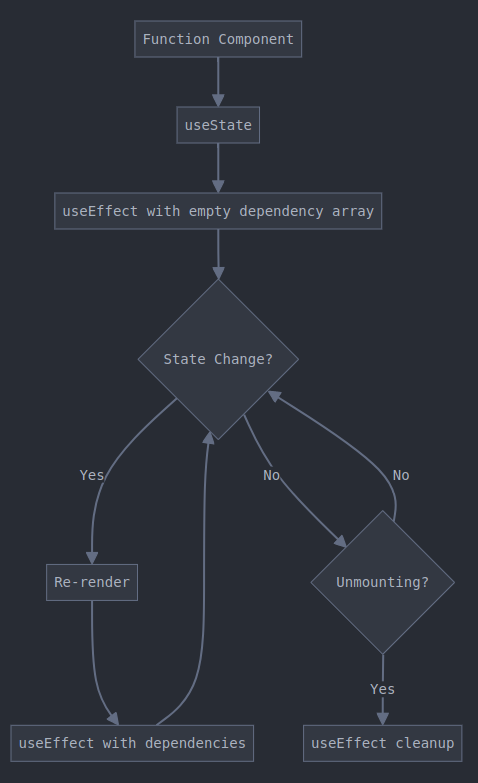 Function Component
useState
useEffect with empty dependency array
State Change?
Yes
No
No
Re-render
Unmounting?
Yes
useEffect with dependencies
useEffect cleanup